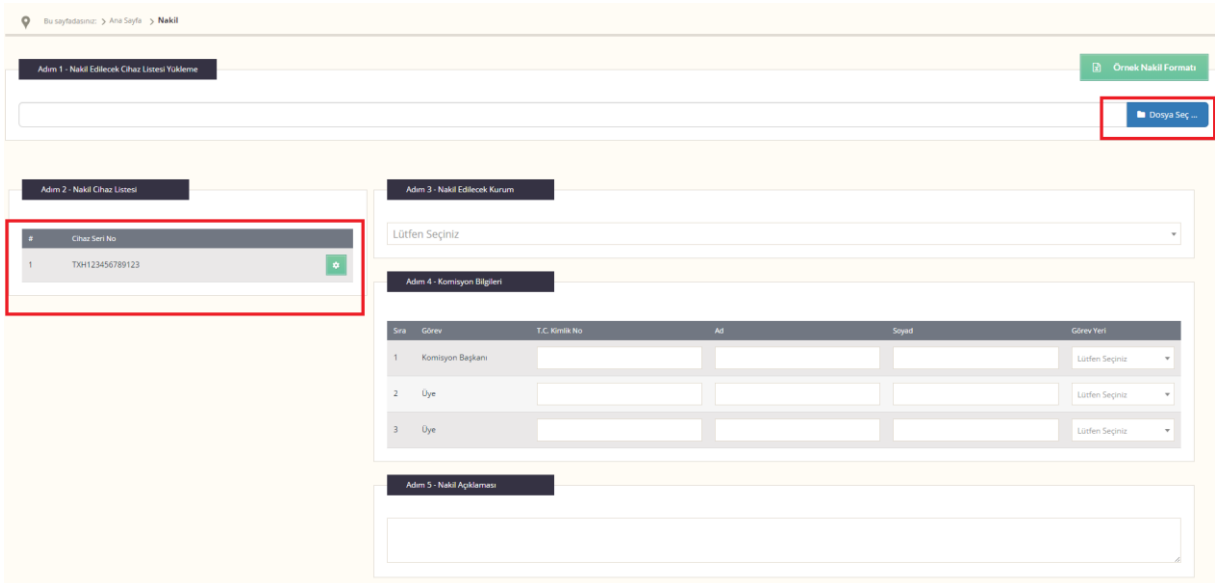 Bu sayfadasınız: > Ana Sayfa > Nakil
Adım 1 - Nakil Edilecek Cihaz Listesi Yükleme
Örnek Nakil Formatı
Dosya Seç ...
Adım 2 - Nakil Cihaz Listesi
# Cihaz Seri No
1 TXH123456789123
Adım 3 - Nakil Edilecek Kurum
Lütfen Seçiniz
Adım 4 - Komisyon Bilgileri
Sıra Görev T.C. Kimlik No Ad Soyad Görev Yeri
1 Komisyon Başkanı Lütfen Seçiniz
2 Üye Lütfen Seçiniz
3 Üye Lütfen Seçiniz
Adım 5 - Nakil Açıklaması